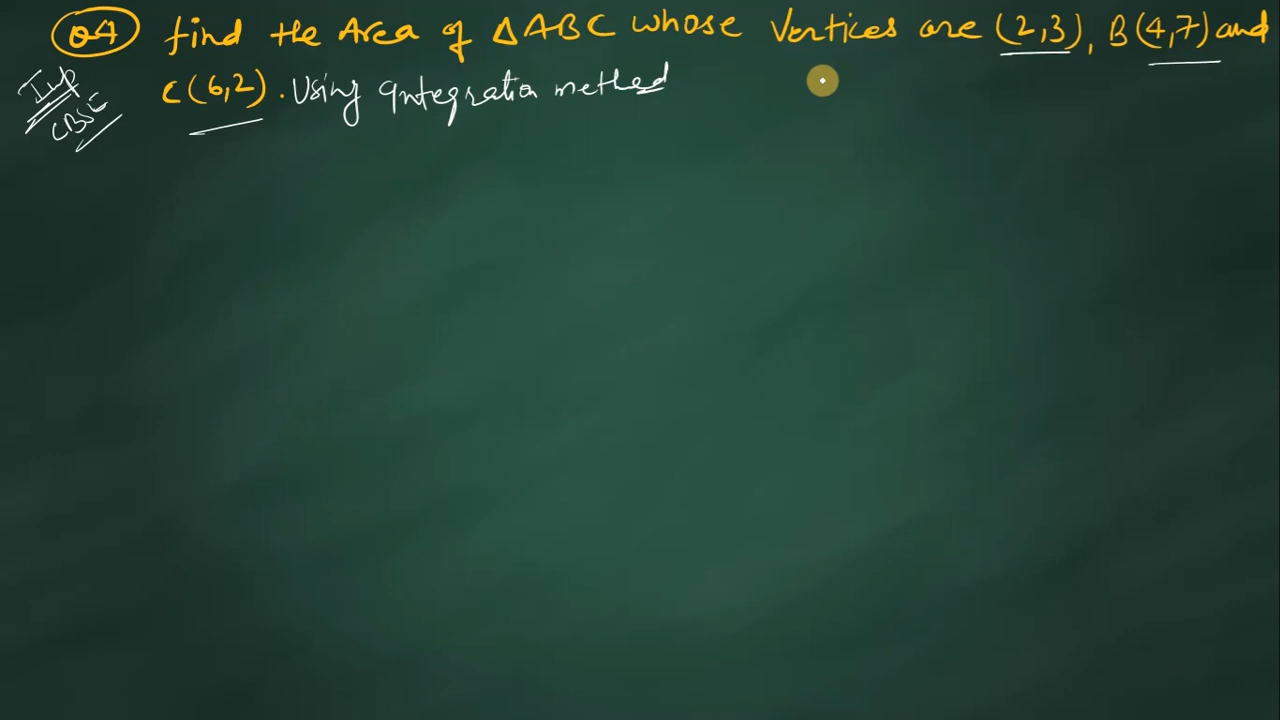 Q4 find the Area of ΔABC whose Vertices are (2,3), B(4,7) and
Imp
CBSE
C(6,2). Using Integration method